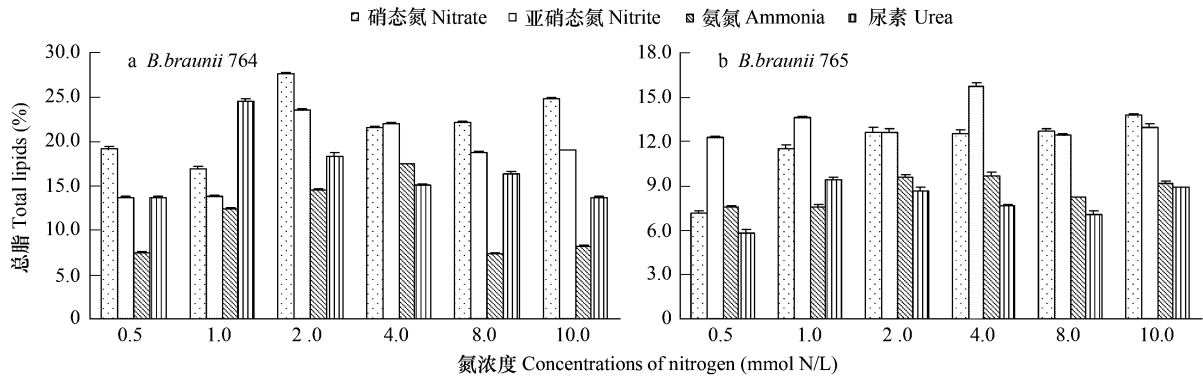 硝态氮 Nitrate 亚硝态氮 Nitrite 氨氮 Ammonia 尿素 Urea
a B.braunii 764
b B.braunii 765
总脂 Total lipids (%)
30.0
25.0
20.0
15.0
10.0
5.0
0
0.5 1.0 2 .0 4.0 8.0 10.0
18.0
15.0
12.0
9.0
6.0
3.0
0
0.5 1.0 2 .0 4.0 8.0 10.0
氮浓度 Concentrations of nitrogen (mmol N/L)